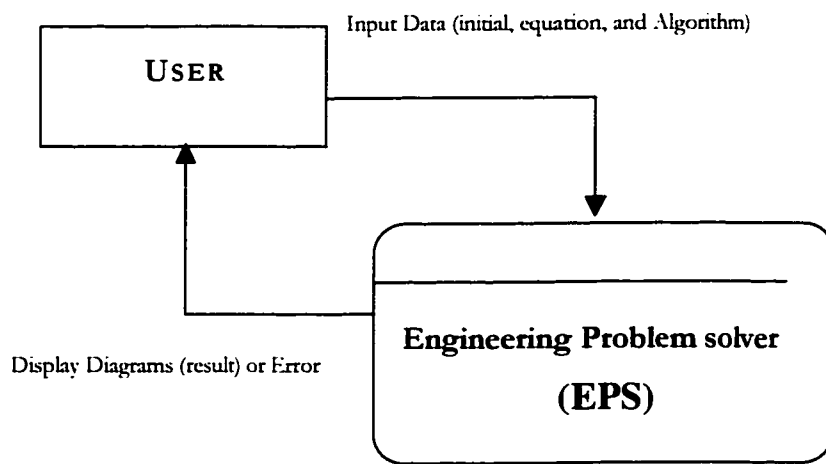 Input Data (initial, equation, and Algorithm)
USER
Engineering Problem solver
(EPS)
Display Diagrams (result) or Error